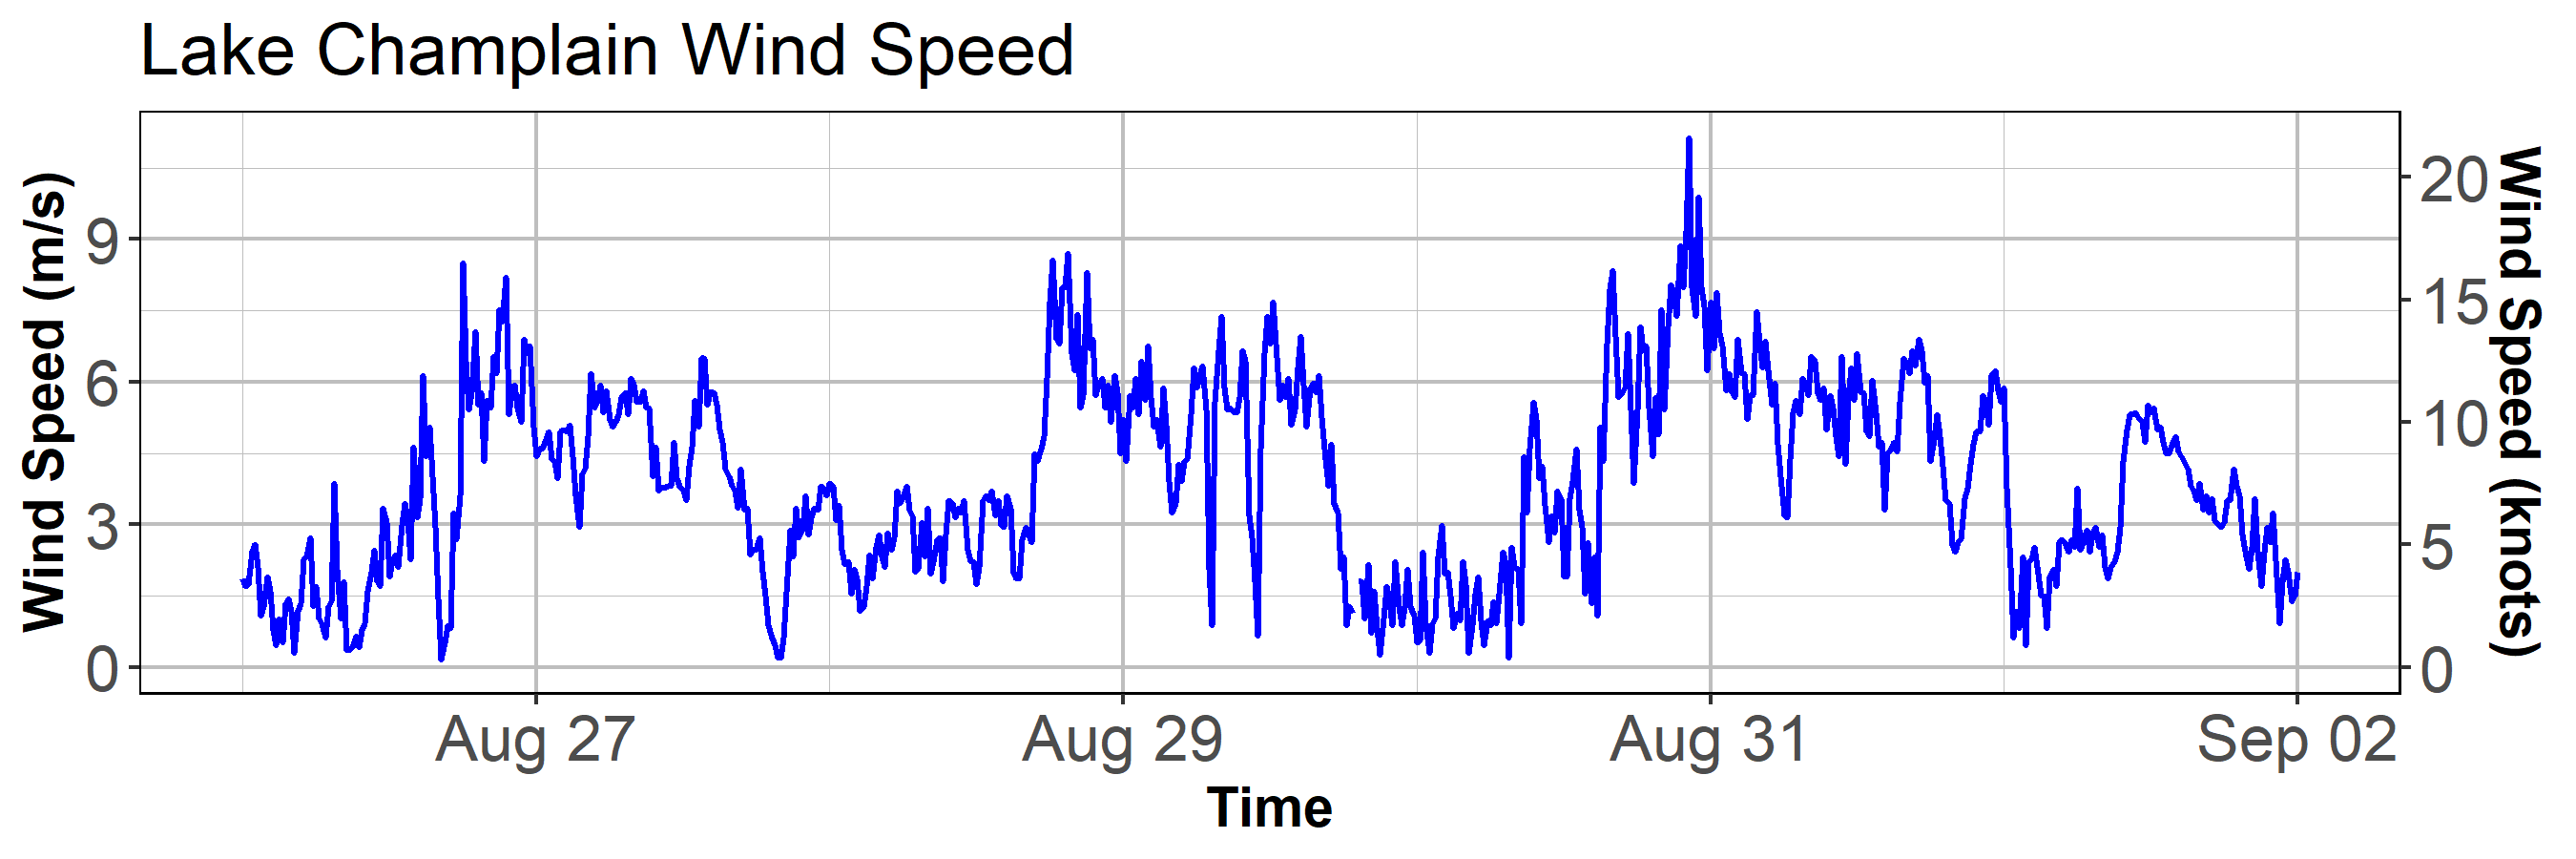 Lake Champlain Wind Speed
Wind Speed (m/s)
9
6
3
0
20
15
10
5
0
Wind Speed (knots)
Aug 27
Aug 29
Aug 31
Sep 02
Time